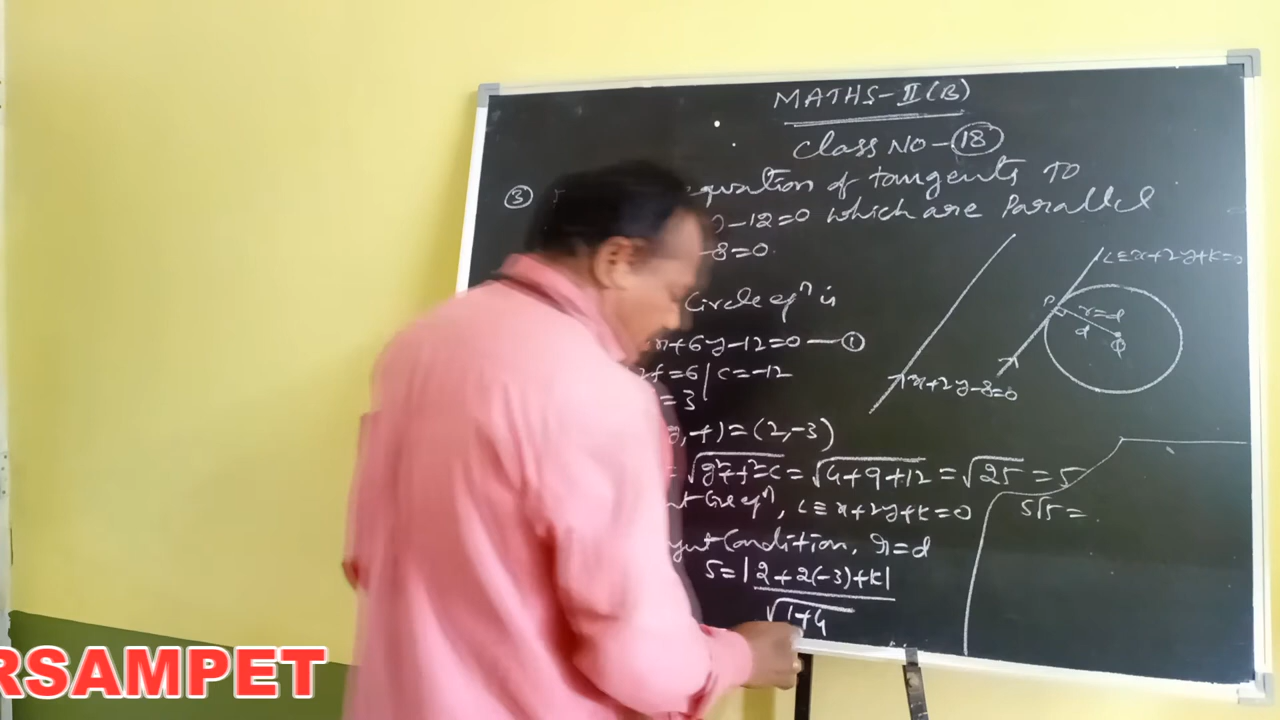 MATHS-II(B)
Class NO-18
③ equation of tangents to
-12=0 which are parallel
-8=0.
Circle eqⁿ is
+6y-12=0 — ①
2f=6 | c=-12
=3
, -f)=(2,-3)
=√g²+f²-c = √4+9+12 = √25 = 5
eqⁿ, L≡x+2y+k=0
Condition, r=d
5=|2+2(-3)+k|
√1+4
5√5=
L≡x+2y+k=0
P
r=d
d
x+2y-8=0
RSAMPET